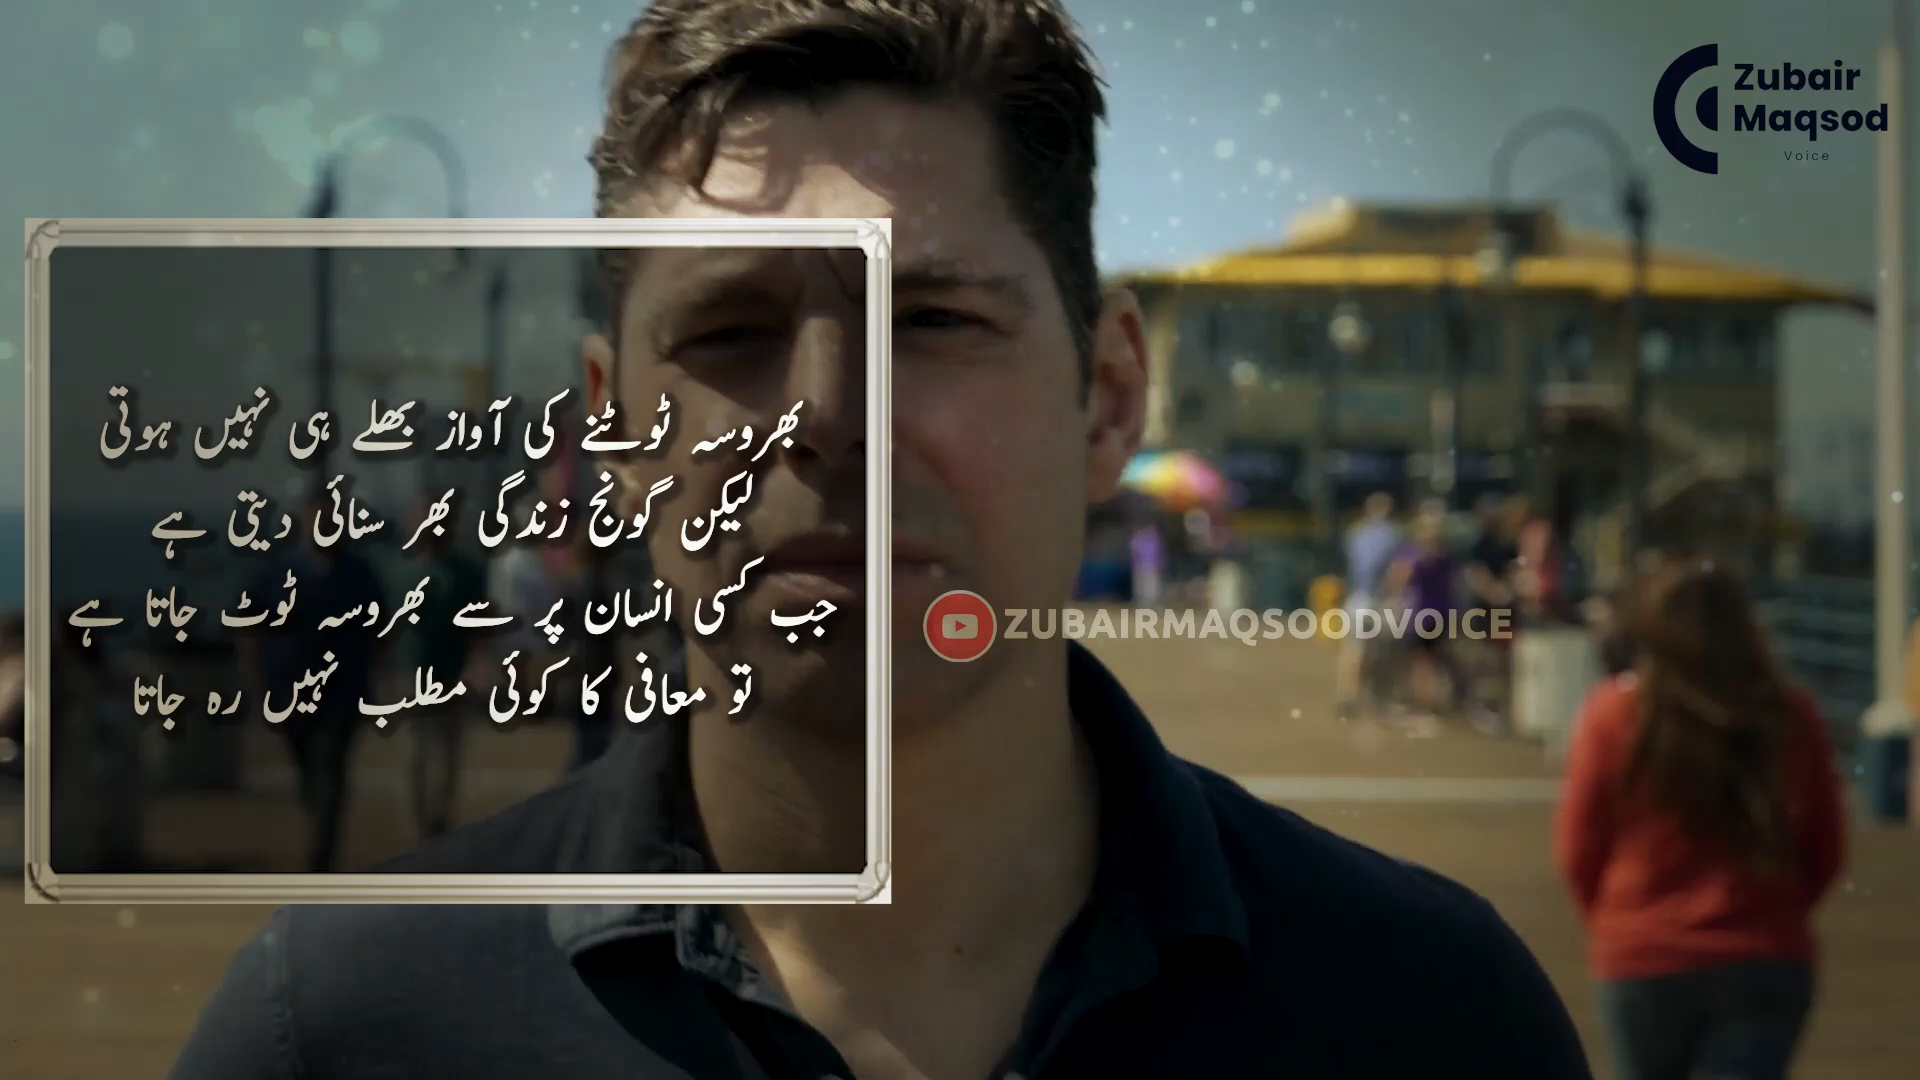 Zubair
Maqsod
Voice
بھروسہ ٹوٹنے کی آواز بھلے ہی نہیں ہوتی
لیکن گونج زندگی بھر سنائی دیتی ہے
جب کسی انسان پر سے بھروسہ ٹوٹ جاتا ہے
تو معافی کا کوئی مطلب نہیں رہ جاتا
ZUBAIRMAQSOODVOICE